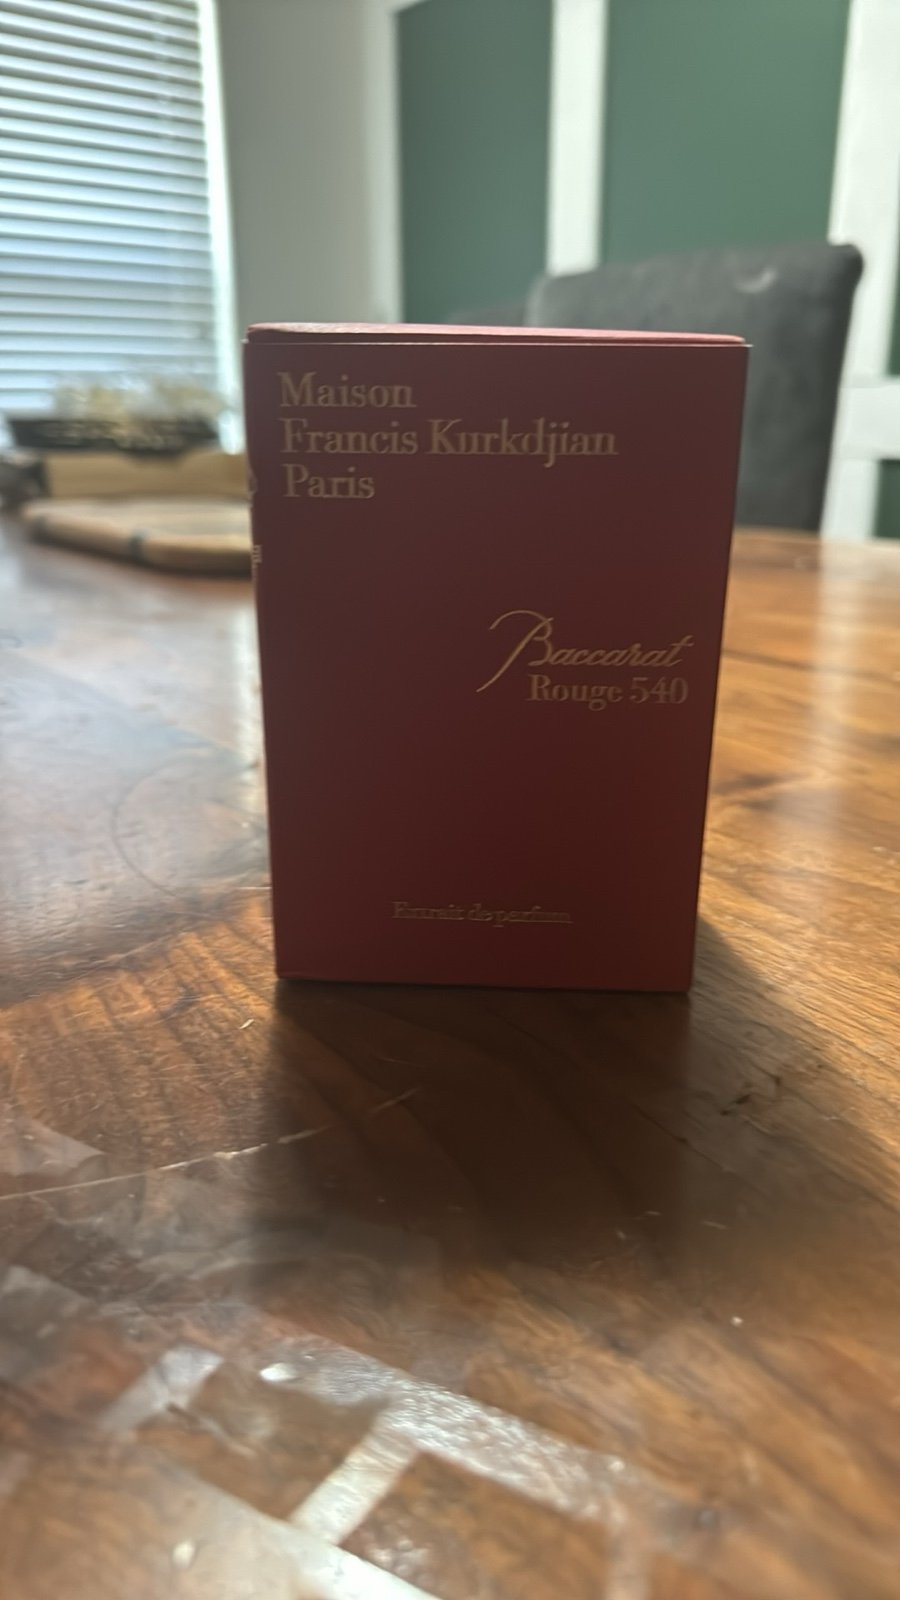 Maison
Francis Kurkdjian
Paris
Baccarat
Rouge 540
Extrait de parfum